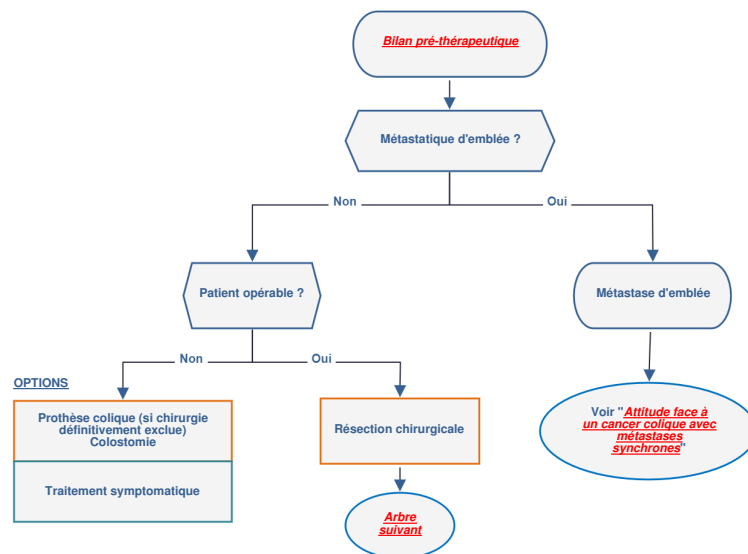 Bilan pré-thérapeutique
Métastatique d'emblée ?
Non
Oui
Patient opérable ?
Métastase d'emblée
Non
Oui
OPTIONS
Prothèse colique (si chirurgie
définitivement exclue)
Colostomie
Traitement symptomatique
Résection chirurgicale
Voir "Attitude face à
un cancer colique avec
métastases
synchrones"
Arbre
suivant